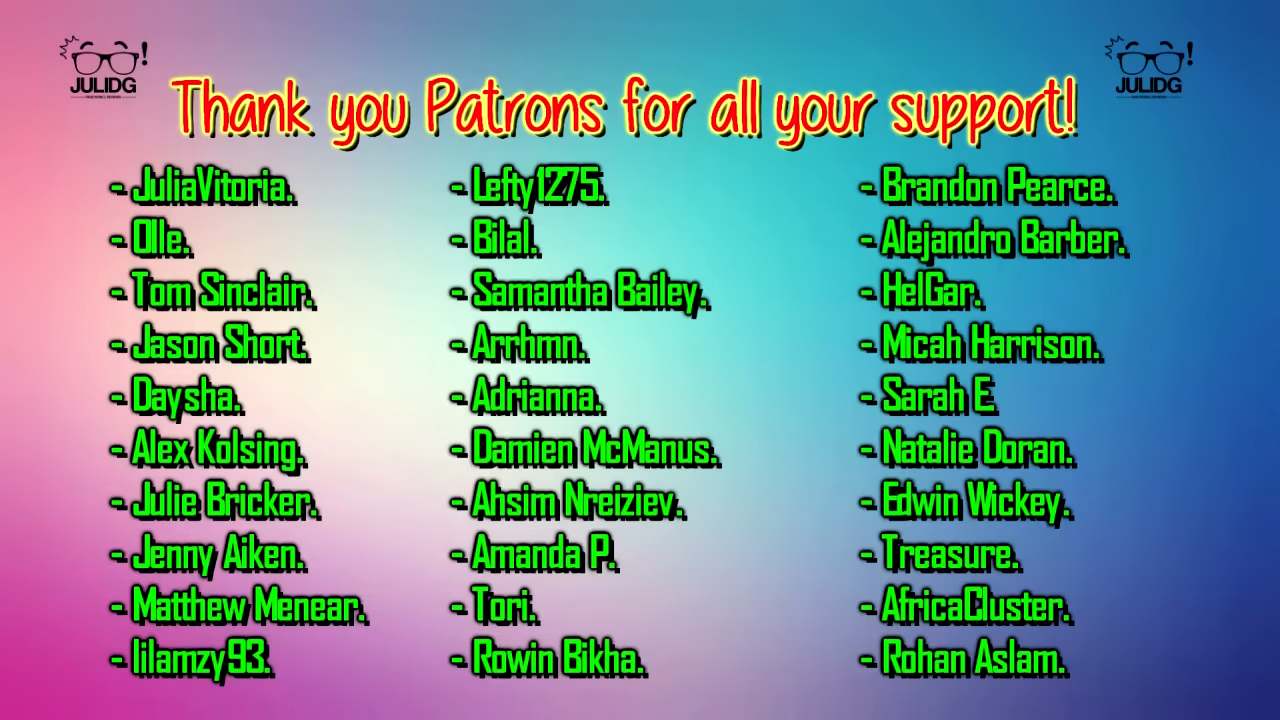 JULIDG
JULIDG
Thank you Patrons for all your support!
- JuliaVitoria.
- Olle.
- Tom Sinclair.
- Jason Short.
- Daysha.
- Alex Kolsing.
- Julie Bricker.
- Jenny Aiken.
- Matthew Menear.
- lilamzy93.
- Lefty1275.
- Bilal.
- Samantha Bailey.
- Arrhmn.
- Adrianna.
- Damien McManus.
- Ahsim Nreiziev.
- Amanda P.
- Tori.
- Rowin Bikha.
- Brandon Pearce.
- Alejandro Barber.
- HelGar.
- Micah Harrison.
- Sarah E.
- Natalie Doran.
- Edwin Wickey.
- Treasure.
- AfricaCluster.
- Rohan Aslam.